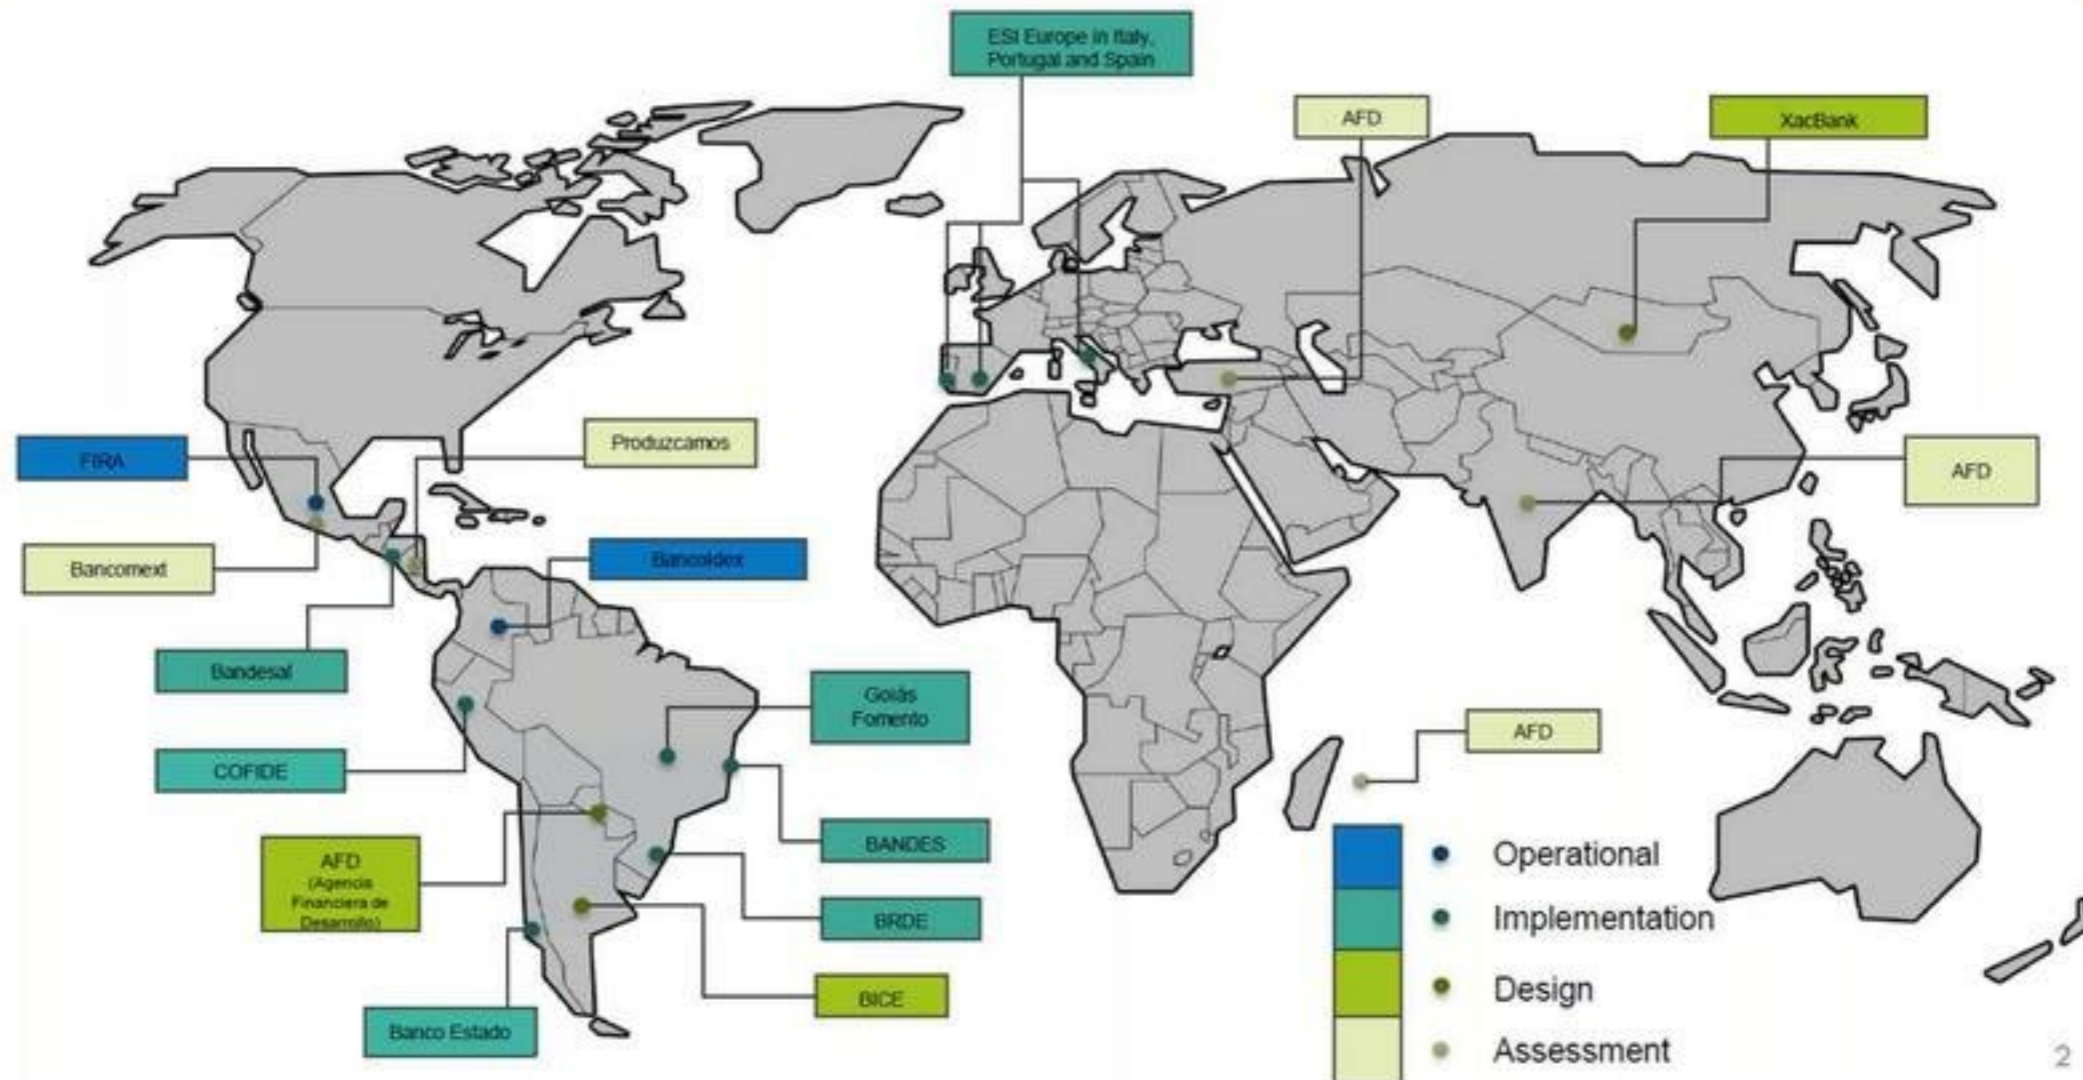 ESI Europe in Italy,
Portugal and Spain
AFD
XacBank
FIRA
Produzcamos
AFD
Bancomext
Bancoldex
Bandesal
Goiás
Fomento
COFIDE
AFD
BANDES
AFD
(Agencia
Financiera de
Desarrollo)
BRDE
BICE
Banco Estado
Operational
Implementation
Design
Assessment
2